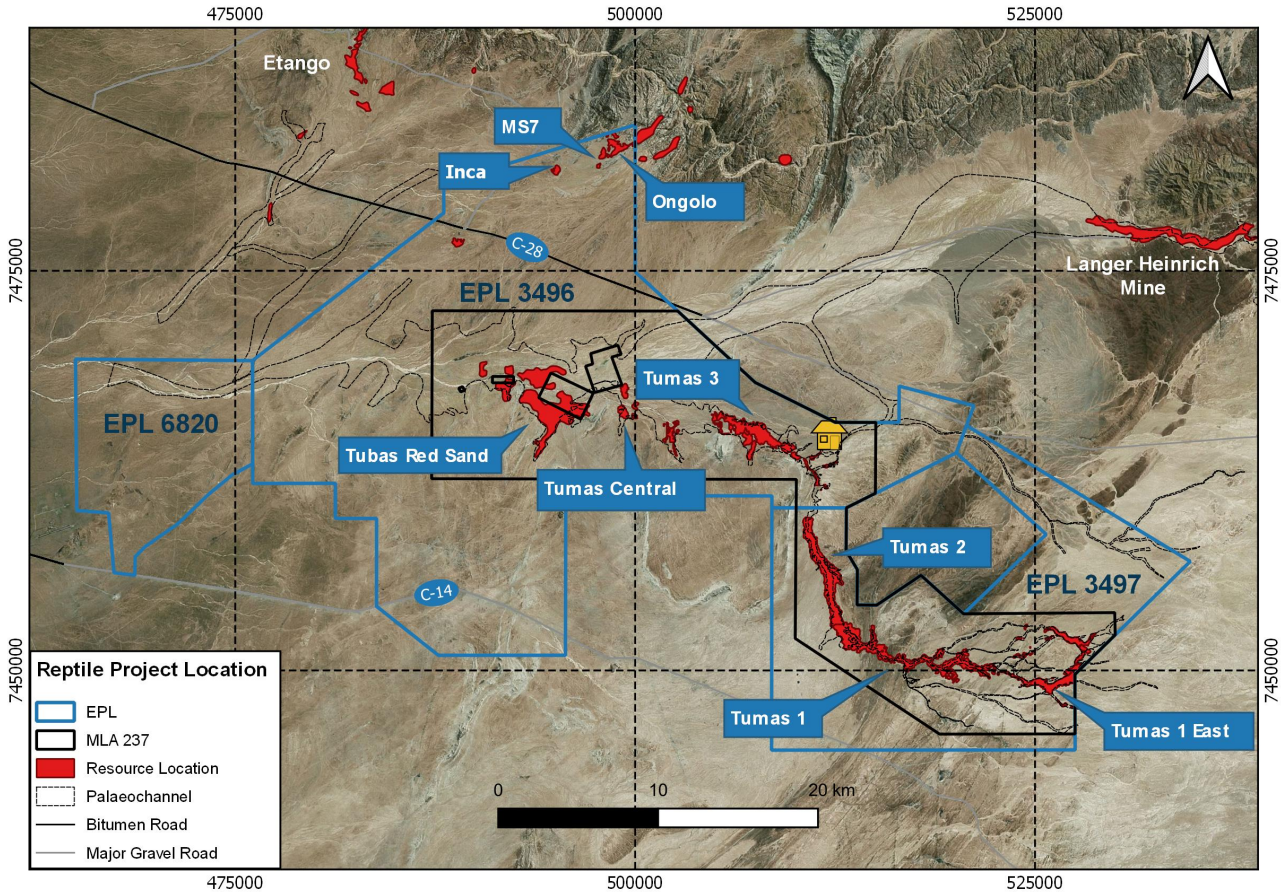 475000
500000
525000
Etango
MS7
Inca
Ongolo
C-28
7475000
7475000
Langer Heinrich
Mine
EPL 3496
Tumas 3
EPL 6820
Tubas Red Sand
Tumas Central
Tumas 2
EPL 3497
C-14
7450000
7450000
Tumas 1
Tumas 1 East
Reptile Project Location
EPL
MLA 237
Resource Location
Palaeochannel
Bitumen Road
Major Gravel Road
0
10
20 km
475000
500000
525000